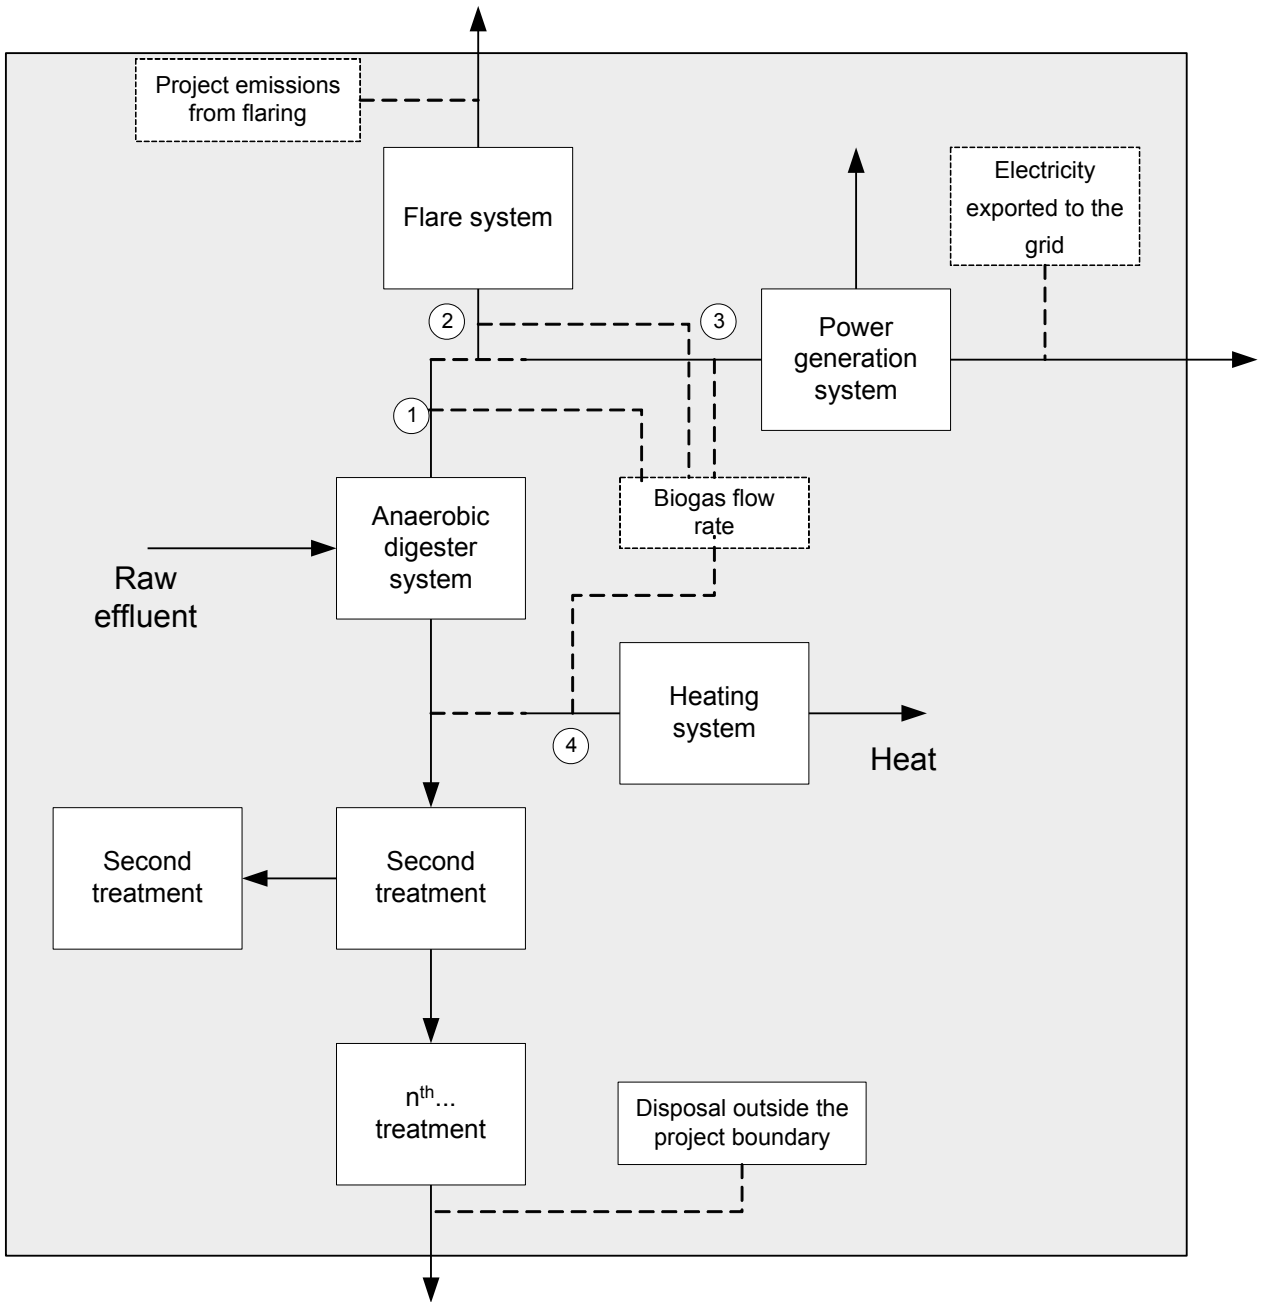 Project emissions
from flaring
Flare system
Electricity
exported to the
grid
2
3
Power
generation
system
1
Anaerobic
digester
system
Biogas flow
rate
Raw
effluent
Heating
system
4
Heat
Second
treatment
Second
treatment
nth...
treatment
Disposal outside the
project boundary